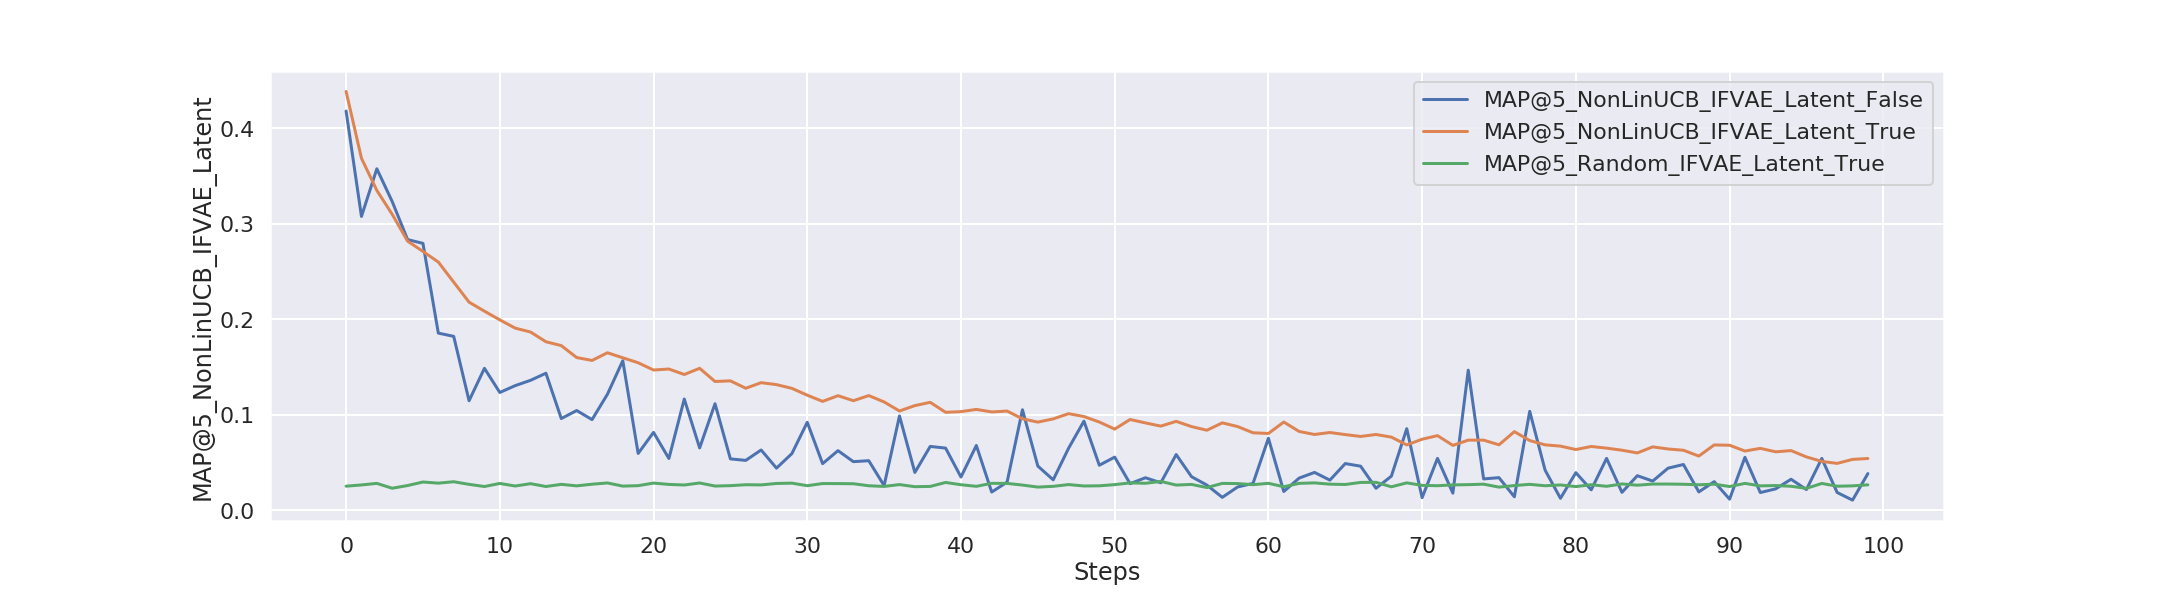 MAP@5_NonLinUCB_IFVAE_Latent
0.4
0.3
0.2
0.1
0.0
MAP@5_NonLinUCB_IFVAE_Latent_False
MAP@5_NonLinUCB_IFVAE_Latent_True
MAP@5_Random_IFVAE_Latent_True
0 10 20 30 40 50 60 70 80 90 100
Steps